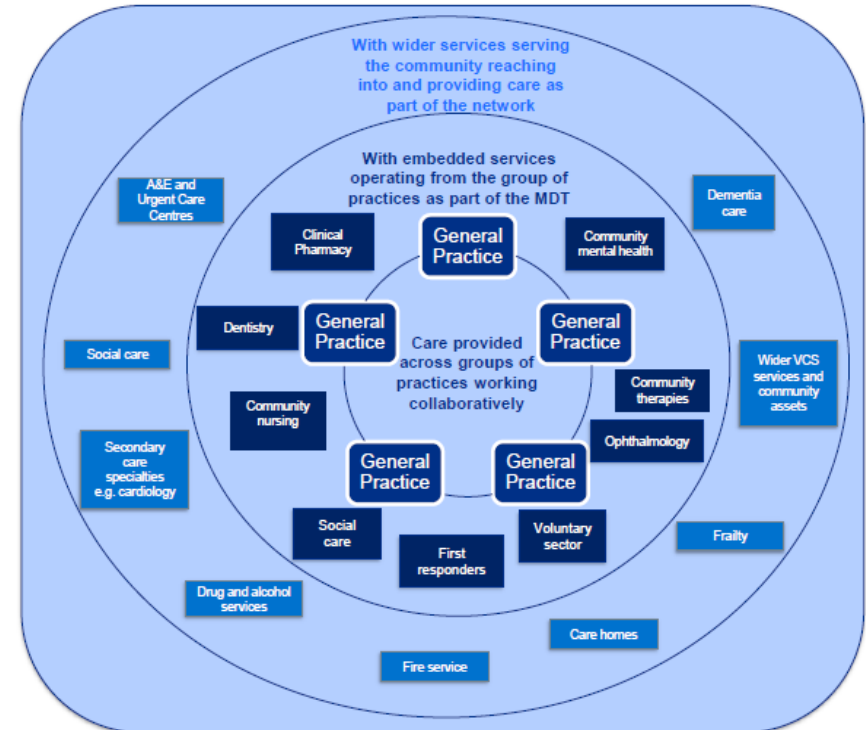 With wider services serving
the community reaching
into and providing care as
part of the network
With embedded services
operating from the group of
practices as part of the MDT
A&E and
Urgent Care
Centres
Dementia
care
Clinical
Pharmacy
General
Practice
Community
mental health
Dentistry
General
Practice
Care provided
across groups of
practices working
collaboratively
General
Practice
Social care
Wider VCS
services and
community
assets
Community
therapies
Community
nursing
Ophthalmology
Secondary
care
specialties
e.g. cardiology
General
Practice
General
Practice
Social
care
First
responders
Voluntary
sector
Frailty
Drug and alcohol
services
Care homes
Fire service